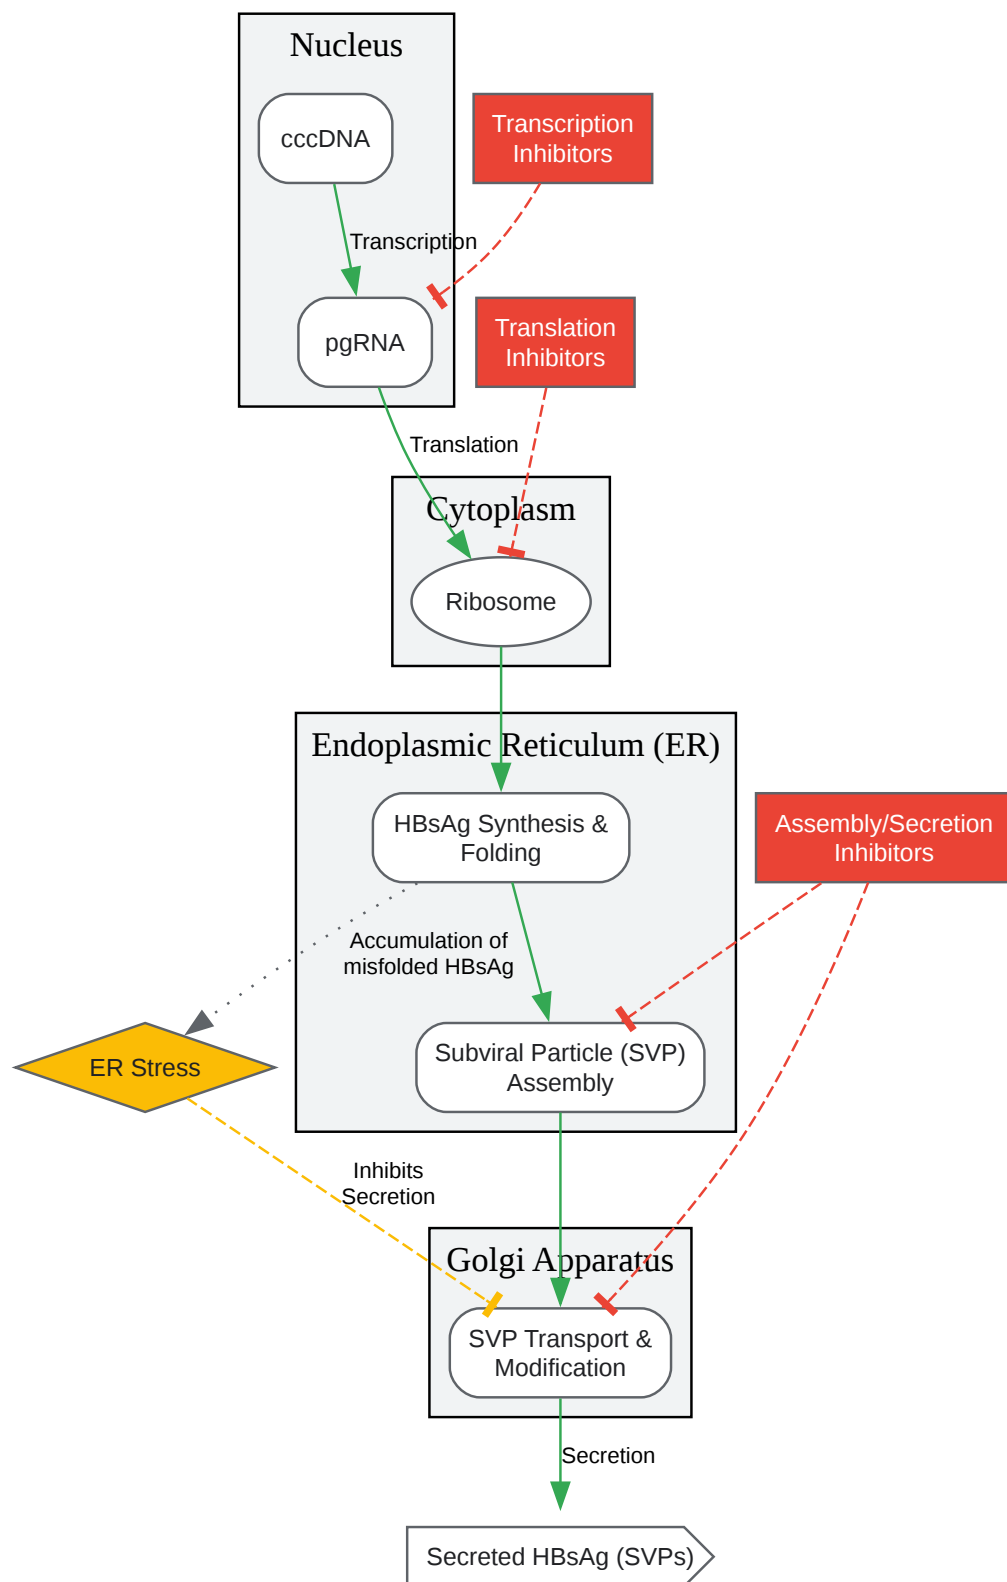 Nucleus
cccDNA
Transcription
Inhibitors
Transcription
pgRNA
Translation
Inhibitors
Translation
Cytoplasm
Ribosome
Endoplasmic Reticulum (ER)
HBsAg Synthesis &
Folding
Assembly/Secretion
Inhibitors
Accumulation of
misfolded HBsAg
ER Stress
Subviral Particle (SVP)
Assembly
Inhibits
Secretion
Golgi Apparatus
SVP Transport &
Modification
Secretion
Secreted HBsAg (SVPs)